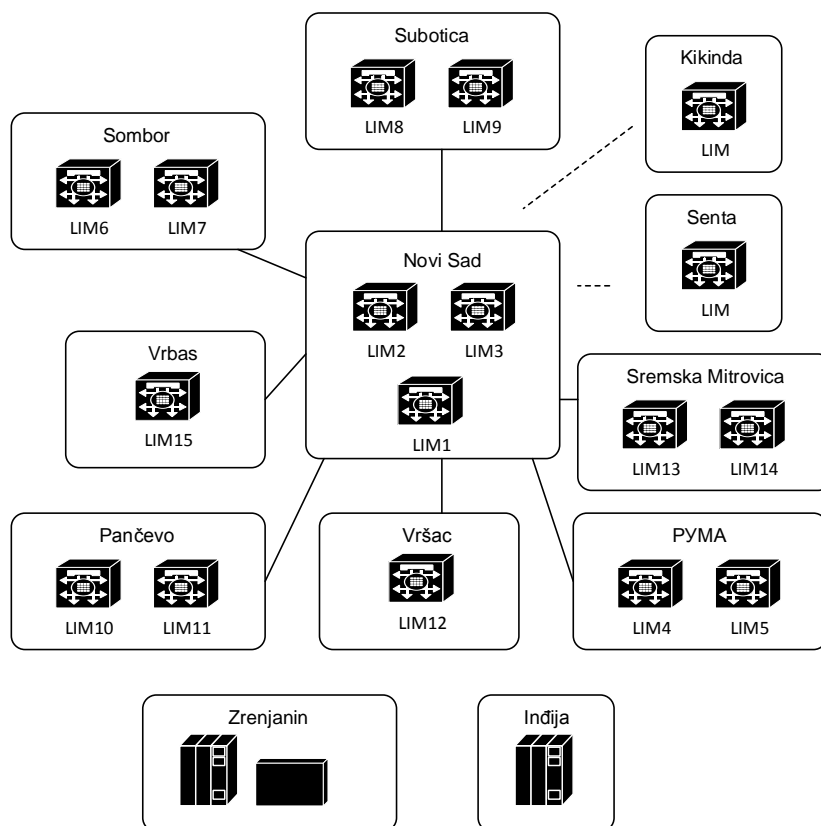 Subotica
LIM8 LIM9
Kikinda
LIM
Sombor
LIM6 LIM7
Senta
LIM
Novi Sad
LIM2 LIM3
LIM1
Vrbas
LIM15
Sremska Mitrovica
LIM13 LIM14
Pančevo
LIM10 LIM11
Vršac
LIM12
РУМА
LIM4 LIM5
Zrenjanin
Inđija